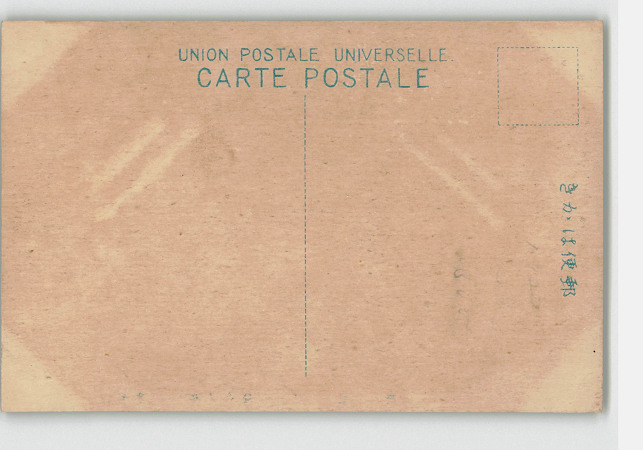 UNION POSTALE UNIVERSELLE.
CARTE POSTALE
きかは便郵